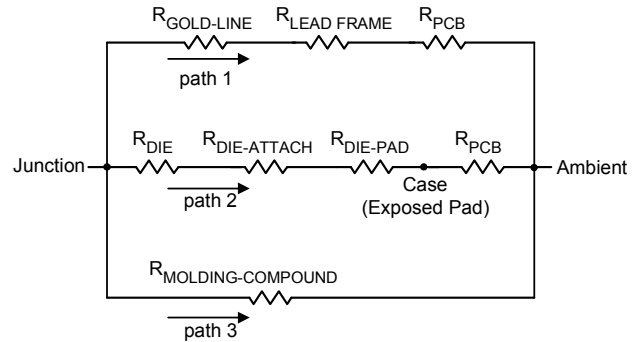 RGOLD-LINE RLEAD FRAME RPCB
path 1
RDIE RDIE-ATTACH RDIE-PAD RPCB
Junction Ambient
Case
(Exposed Pad)
path 2
RMOLDING-COMPOUND
path 3